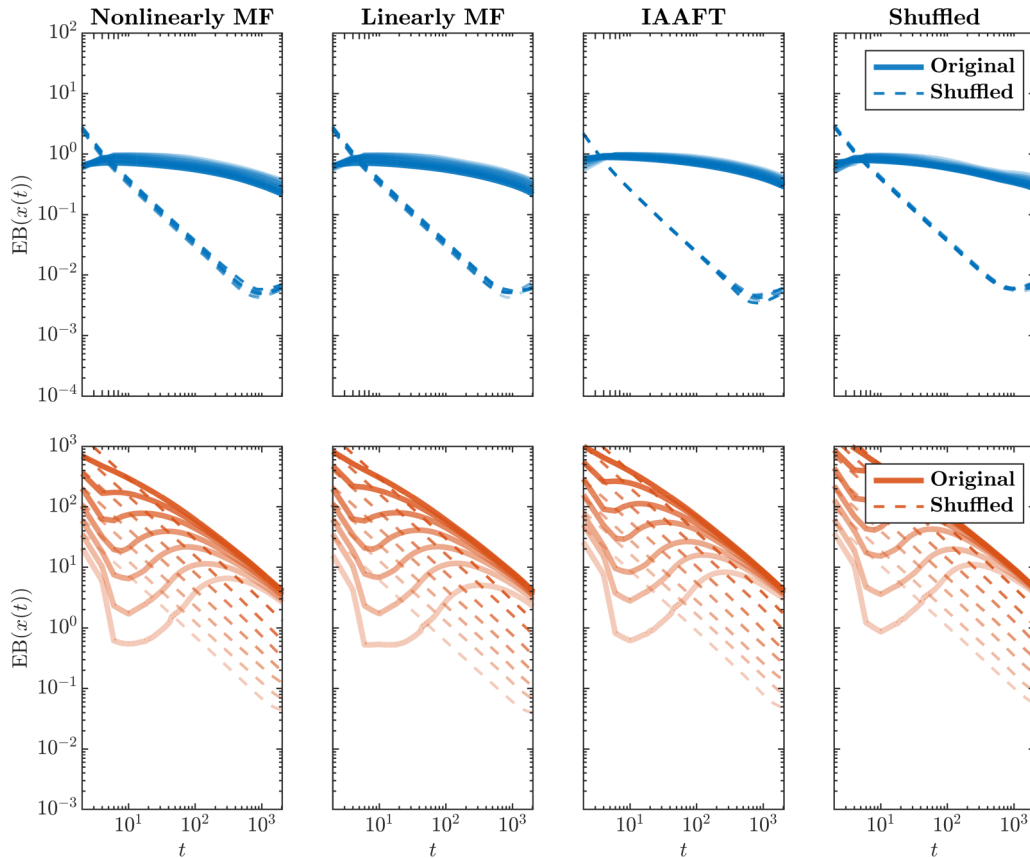 Nonlinearly MF
Linearly MF
IAAFT
Shuffled
10^2
10^1
10^0
10^-1
10^-2
10^-3
10^-4
EB(x(t))
Original
Shuffled
10^3
10^2
10^1
10^0
10^-1
10^-2
10^-3
EB(x(t))
Original
Shuffled
10^1 10^2 10^3
10^1 10^2 10^3
10^1 10^2 10^3
10^1 10^2 10^3
t
t
t
t